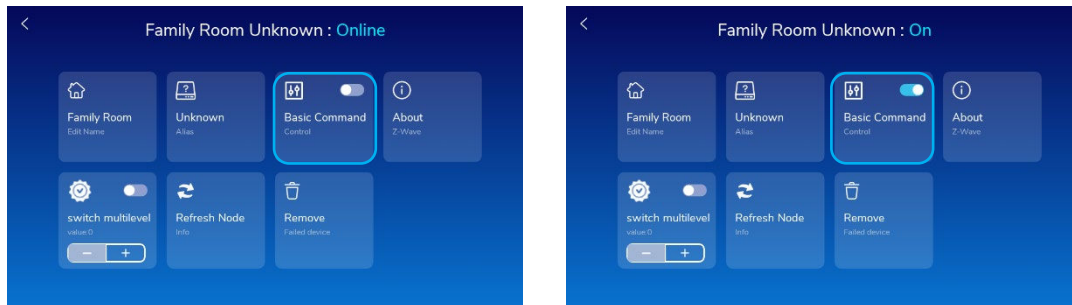 Family Room Unknown : Online
Family Room
Edit Name
Unknown
Alias
Basic Command
Control
About
Z-Wave
switch multilevel
value:0
Refresh Node
Info
Remove
Failed device
Family Room Unknown : On
Family Room
Edit Name
Unknown
Alias
Basic Command
Control
About
Z-Wave
switch multilevel
value:0
Refresh Node
Info
Remove
Failed device